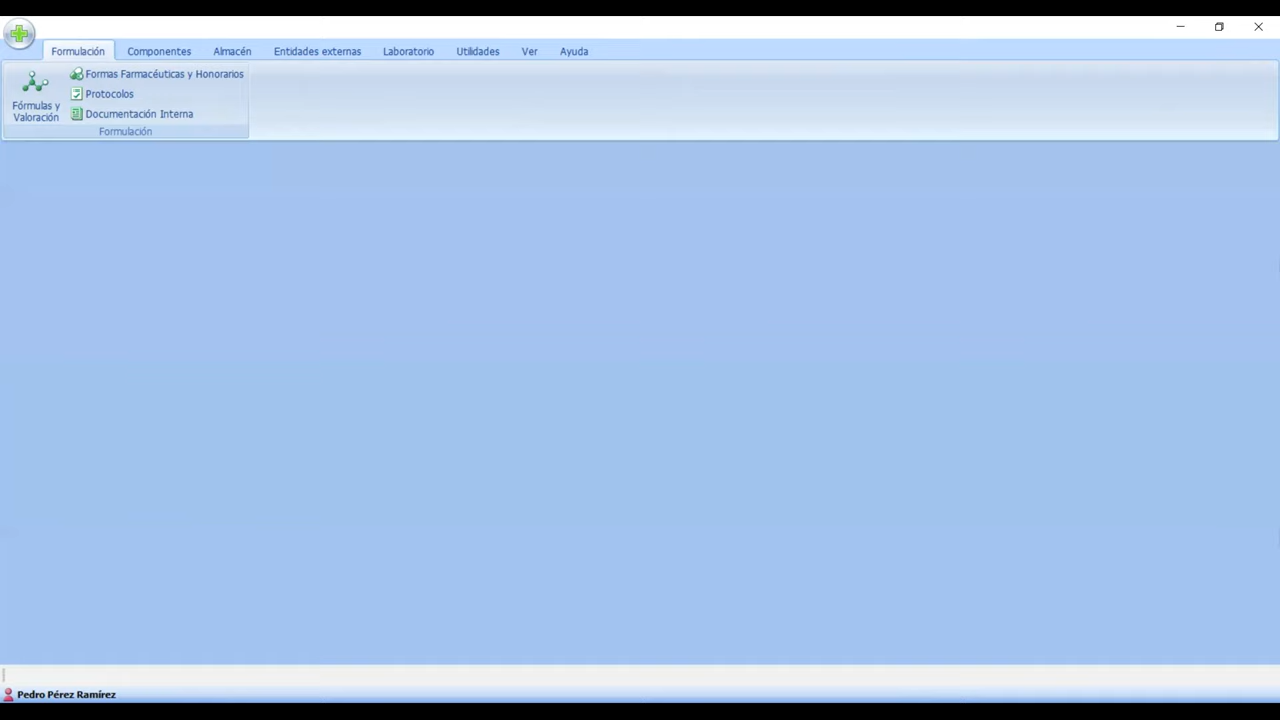 Formulación Componentes Almacén Entidades externas Laboratorio Utilidades Ver Ayuda
Formas Farmacéuticas y Honorarios
Fórmulas y
Valoración
Protocolos
Documentación Interna
Formulación
Pedro Pérez Ramírez